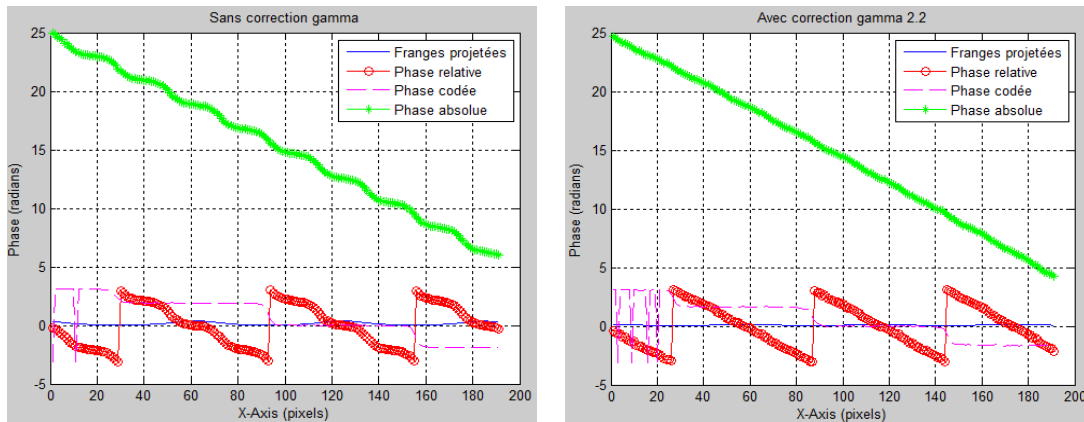 Sans correction gamma
25
20
15
10
5
0
-5
Phase (radians)
Franges projetées
Phase relative
Phase codée
Phase absolue
0 20 40 60 80 100 120 140 160 180 200
X-Axis (pixels)
Avec correction gamma 2.2
25
20
15
10
5
0
-5
Phase (radians)
Franges projetées
Phase relative
Phase codée
Phase absolue
0 20 40 60 80 100 120 140 160 180 200
X-Axis (pixels)